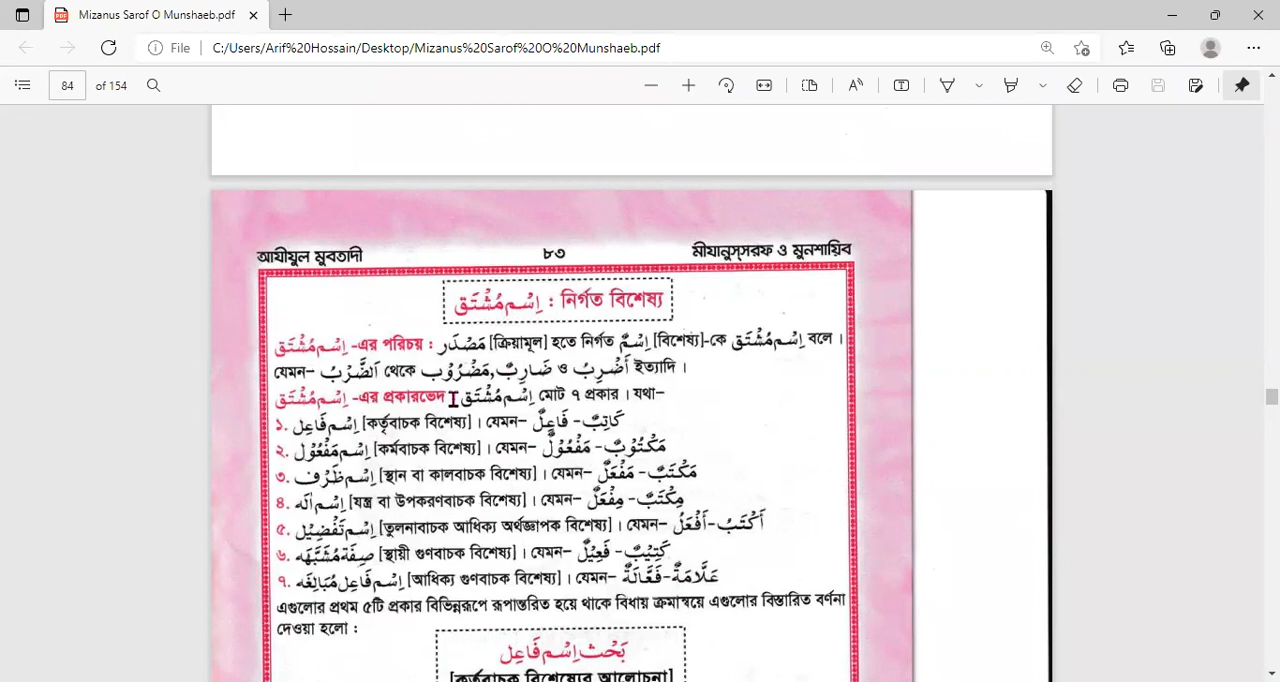 Mizanus Sarof O Munshaeb.pdf
File C:/Users/Arif%20Hossain/Desktop/Mizanus%20Sarof%20O%20Munshaeb.pdf
84 of 154
আযীযুল মুবতাদী ৮৩ মীযানুস্‌সরফ ও মুনশায়িব
اِسْم مُشْتَق : নির্গত বিশেষ্য
اِسْم مُشْتَق -এর পরিচয় : مَصْدَر [ক্রিয়ামূল] হতে নির্গত اِسْمٌ [বিশেষ্য]-কে اِسْم مُشْتَق বলে ।
যেমন– اَلضَّرْبُ থেকে ضَارِبٌ, مَضْرُوْب ও أَضْرِبُ ইত্যাদি ।
اِسْم مُشْتَق -এর প্রকারভেদ اِسْم مُشْتَق মোট ৭ প্রকার । যথা–
১. اِسْم فَاعِل [কর্তৃবাচক বিশেষ্য] । যেমন– فَاعِلٌ - كَاتِبٌ
২. اِسْم مَفْعُوْل [কর্মবাচক বিশেষ্য] । যেমন– مَفْعُوْلٌ - مَكْتُوْبٌ
৩. اِسْم ظَرْف [স্থান বা কালবাচক বিশেষ্য] । যেমন– مَفْعَلٌ - مَكْتَبٌ
৪. اِسْم اٰلَه [যন্ত্র বা উপকরণবাচক বিশেষ্য] । যেমন– مِفْعَلٌ - مِكْتَبٌ
৫. اِسْم تَفْضِيْل [তুলনাবাচক আধিক্য অর্থজ্ঞাপক বিশেষ্য] । যেমন– أَفْعَلُ - أَكْتَبُ
৬. صِفَة مُشَبَّهَه [স্থায়ী গুণবাচক বিশেষ্য] । যেমন– فَعِيْلٌ - كَتِيْبٌ
৭. اِسْم فَاعِل مُبَالِغَه [আধিক্য গুণবাচক বিশেষ্য] । যেমন– فَعَّالَةٌ - عَلَّامَةٌ
এগুলোর প্রথম ৫টি প্রকার বিভিন্নরূপে রূপান্তরিত হয়ে থাকে বিধায় ক্রমান্বয়ে এগুলোর বিস্তারিত বর্ণনা
দেওয়া হলো :
بَحْث اِسْم فَاعِل
[কর্তৃবাচক বিশেষ্যের আলোচনা]